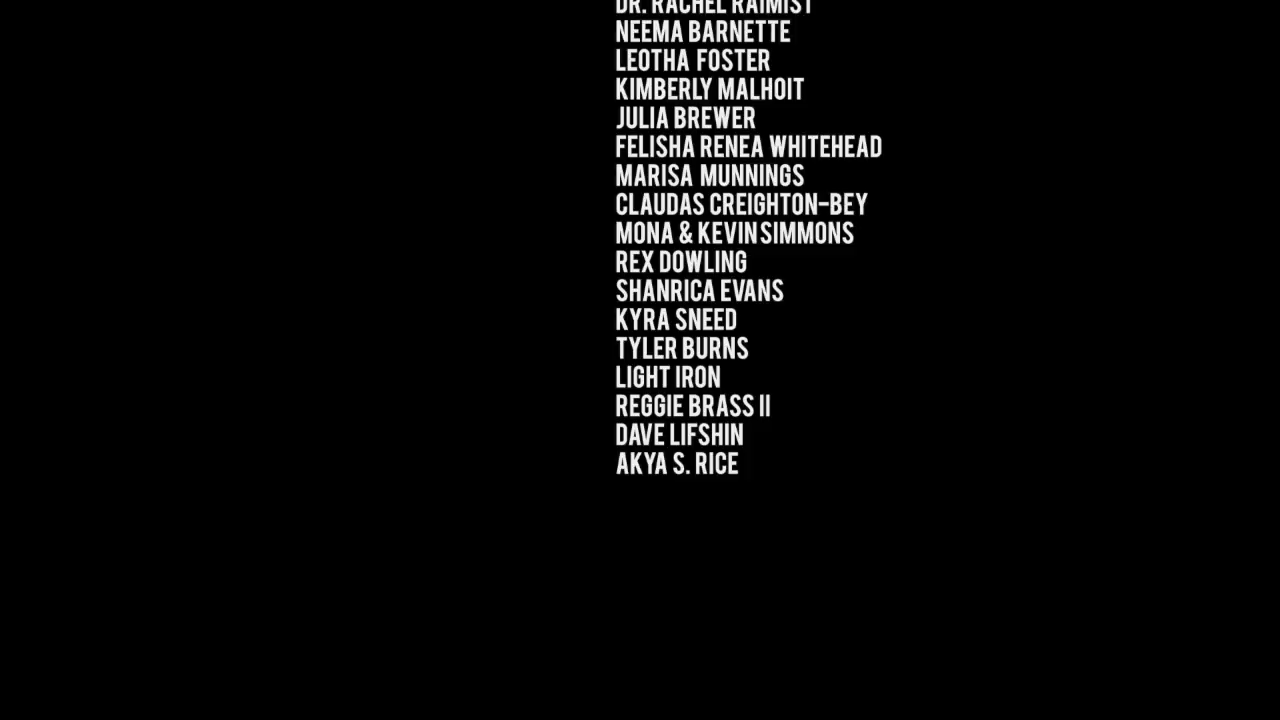 DR. RACHEL RAIMIST
NEEMA BARNETTE
LEOTHA FOSTER
KIMBERLY MALHOIT
JULIA BREWER
FELISHA RENEA WHITEHEAD
MARISA MUNNINGS
CLAUDAS CREIGHTON-BEY
MONA & KEVIN SIMMONS
REX DOWLING
SHANRICA EVANS
KYRA SNEED
TYLER BURNS
LIGHT IRON
REGGIE BRASS II
DAVE LIFSHIN
AKYA S. RICE